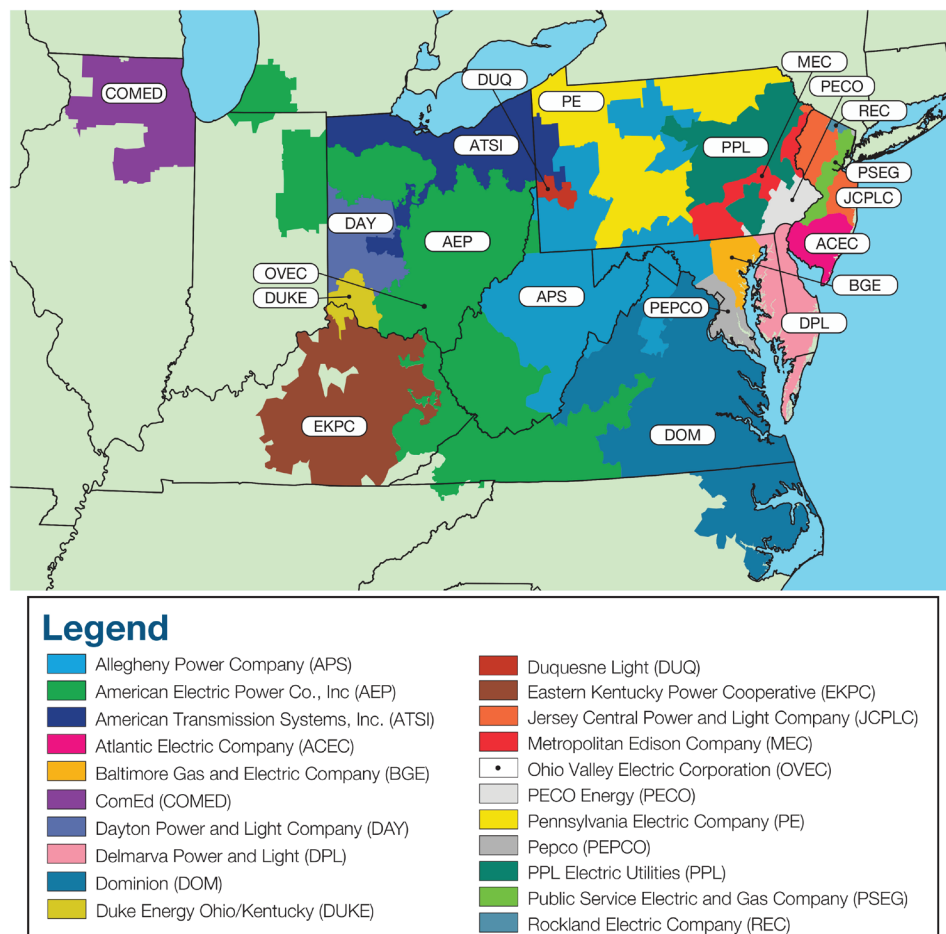 MEC
DUQ
PECO
COMED
PE
REC
ATSI
PPL
PSEG
JCPLC
DAY
AEP
ACEC
OVEC
BGE
DUKE
APS
PEPCO
DPL
EKPC
DOM
Legend
Allegheny Power Company (APS)
American Electric Power Co., Inc (AEP)
American Transmission Systems, Inc. (ATSI)
Atlantic Electric Company (ACEC)
Baltimore Gas and Electric Company (BGE)
ComEd (COMED)
Dayton Power and Light Company (DAY)
Delmarva Power and Light (DPL)
Dominion (DOM)
Duke Energy Ohio/Kentucky (DUKE)
Duquesne Light (DUQ)
Eastern Kentucky Power Cooperative (EKPC)
Jersey Central Power and Light Company (JCPLC)
Metropolitan Edison Company (MEC)
Ohio Valley Electric Corporation (OVEC)
PECO Energy (PECO)
Pennsylvania Electric Company (PE)
Pepco (PEPCO)
PPL Electric Utilities (PPL)
Public Service Electric and Gas Company (PSEG)
Rockland Electric Company (REC)